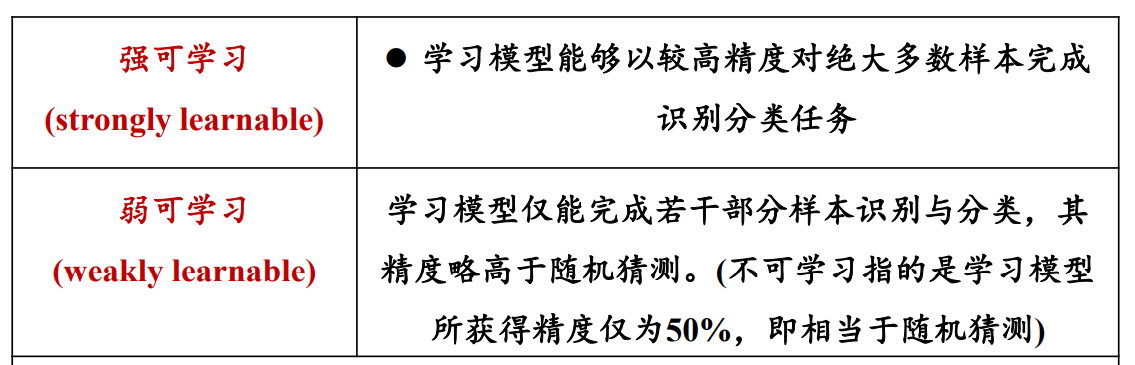 强可学习
(strongly learnable)
● 学习模型能够以较高精度对绝大多数样本完成
识别分类任务
弱可学习
(weakly learnable)
学习模型仅能完成若干部分样本识别与分类，其
精度略高于随机猜测。(不可学习指的是学习模型
所获得精度仅为50%，即相当于随机猜测)